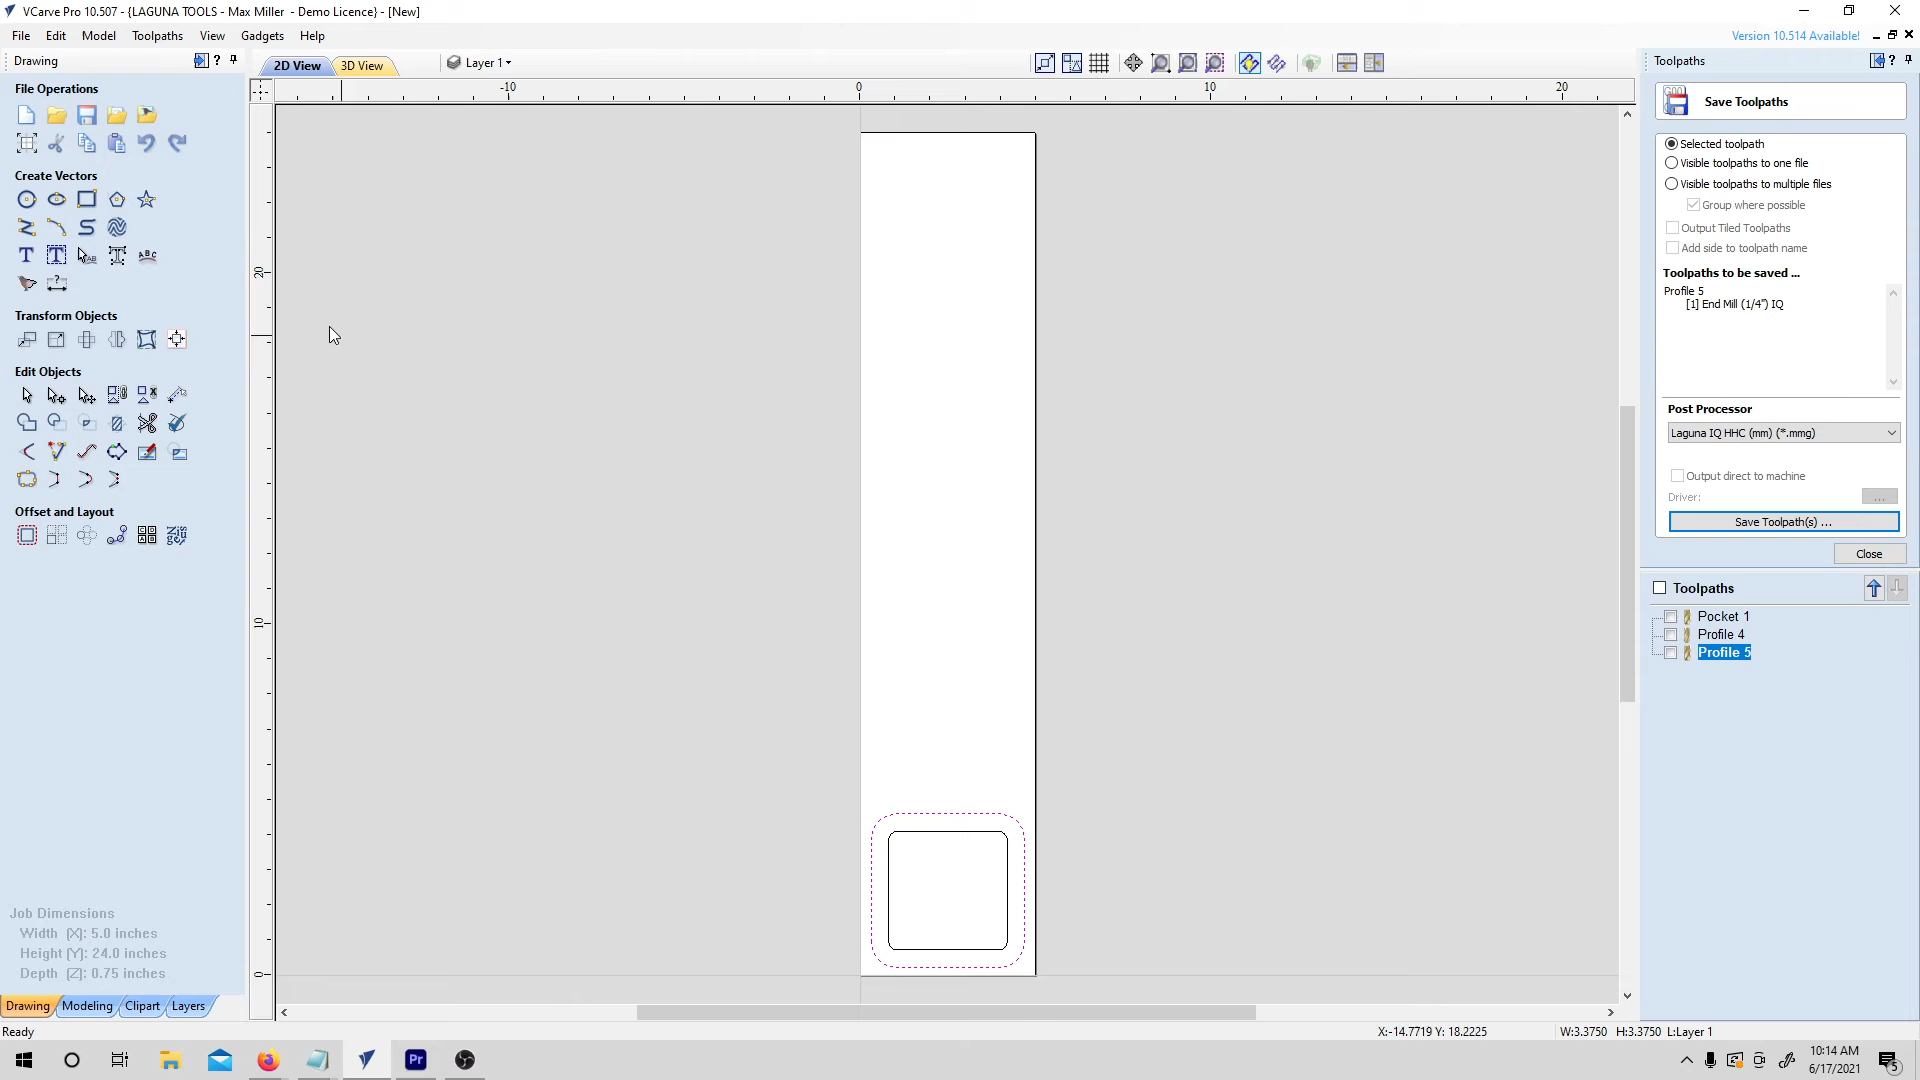 VCarve Pro 10.507 - {LAGUNA TOOLS - Max Miller  - Demo Licence} - [New]
File Edit Model Toolpaths View Gadgets Help
Version 10.514 Available!
Drawing
?
2D View
3D View
Layer 1
Toolpaths
?
File Operations
-10 0 10 20
Create Vectors
Transform Objects
Edit Objects
Offset and Layout
20
10
0
Save Toolpaths
Selected toolpath
Visible toolpaths to one file
Visible toolpaths to multiple files
Group where possible
Output Tiled Toolpaths
Add side to toolpath name
Toolpaths to be saved ...
Profile 5
[1] End Mill (1/4") IQ
Post Processor
Laguna IQ HHC (mm) (*.mmg)
Output direct to machine
Driver:
...
Save Toolpath(s) ...
Close
Toolpaths
Pocket 1
Profile 4
Profile 5
Job Dimensions
Width (X): 5.0 inches
Height (Y): 24.0 inches
Depth (Z): 0.75 inches
Drawing Modeling Clipart Layers
Ready
X:-14.7719 Y: 18.2225
W:3.3750 H:3.3750 L:Layer 1
Pr
10:14 AM
6/17/2021
5